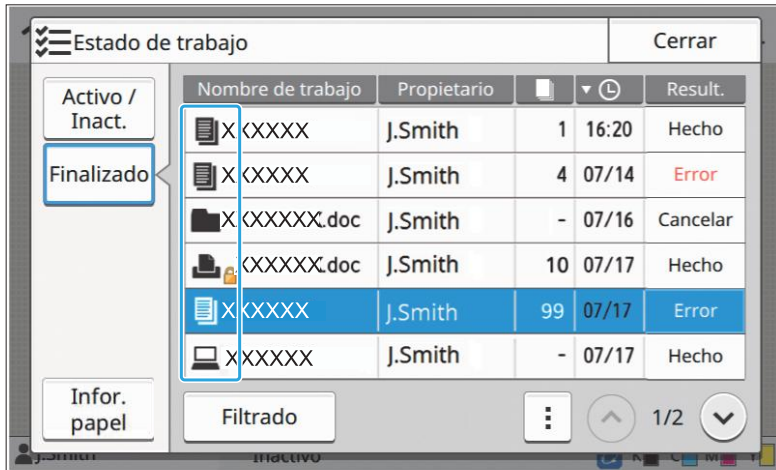 Estado de trabajo
Cerrar
Activo /
Inact.
Finalizado
Infor.
papel
Nombre de trabajo Propietario Result.
XXXXXX J.Smith 1 16:20 Hecho
XXXXXX J.Smith 4 07/14 Error
XXXXXXX.doc J.Smith - 07/16 Cancelar
XXXXXX.doc J.Smith 10 07/17 Hecho
XXXXXX J.Smith 99 07/17 Error
XXXXXX J.Smith - 07/17 Hecho
Filtrado
1/2
J.Smith Inactivo K C M Y